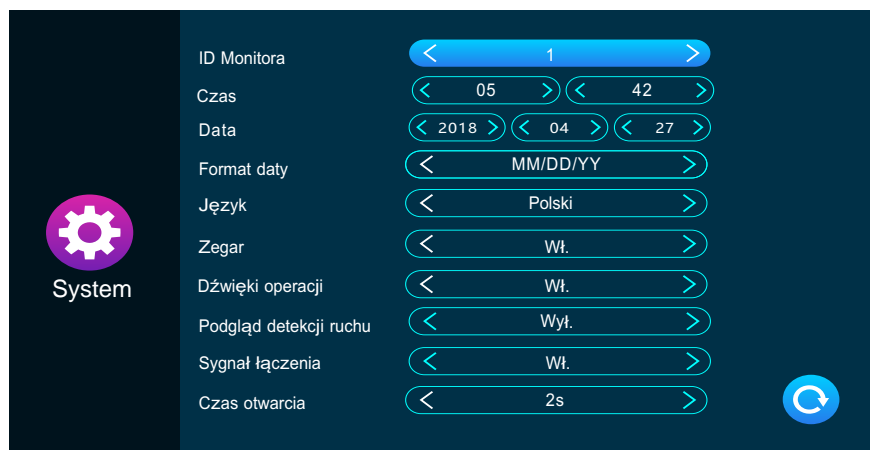 ID Monitora 1
Czas 05 42
Data 2018 04 27
Format daty MM/DD/YY
Język Polski
Zegar Wł.
System
Dźwięki operacji Wł.
Podgląd detekcji ruchu Wył.
Sygnał łączenia Wł.
Czas otwarcia 2s